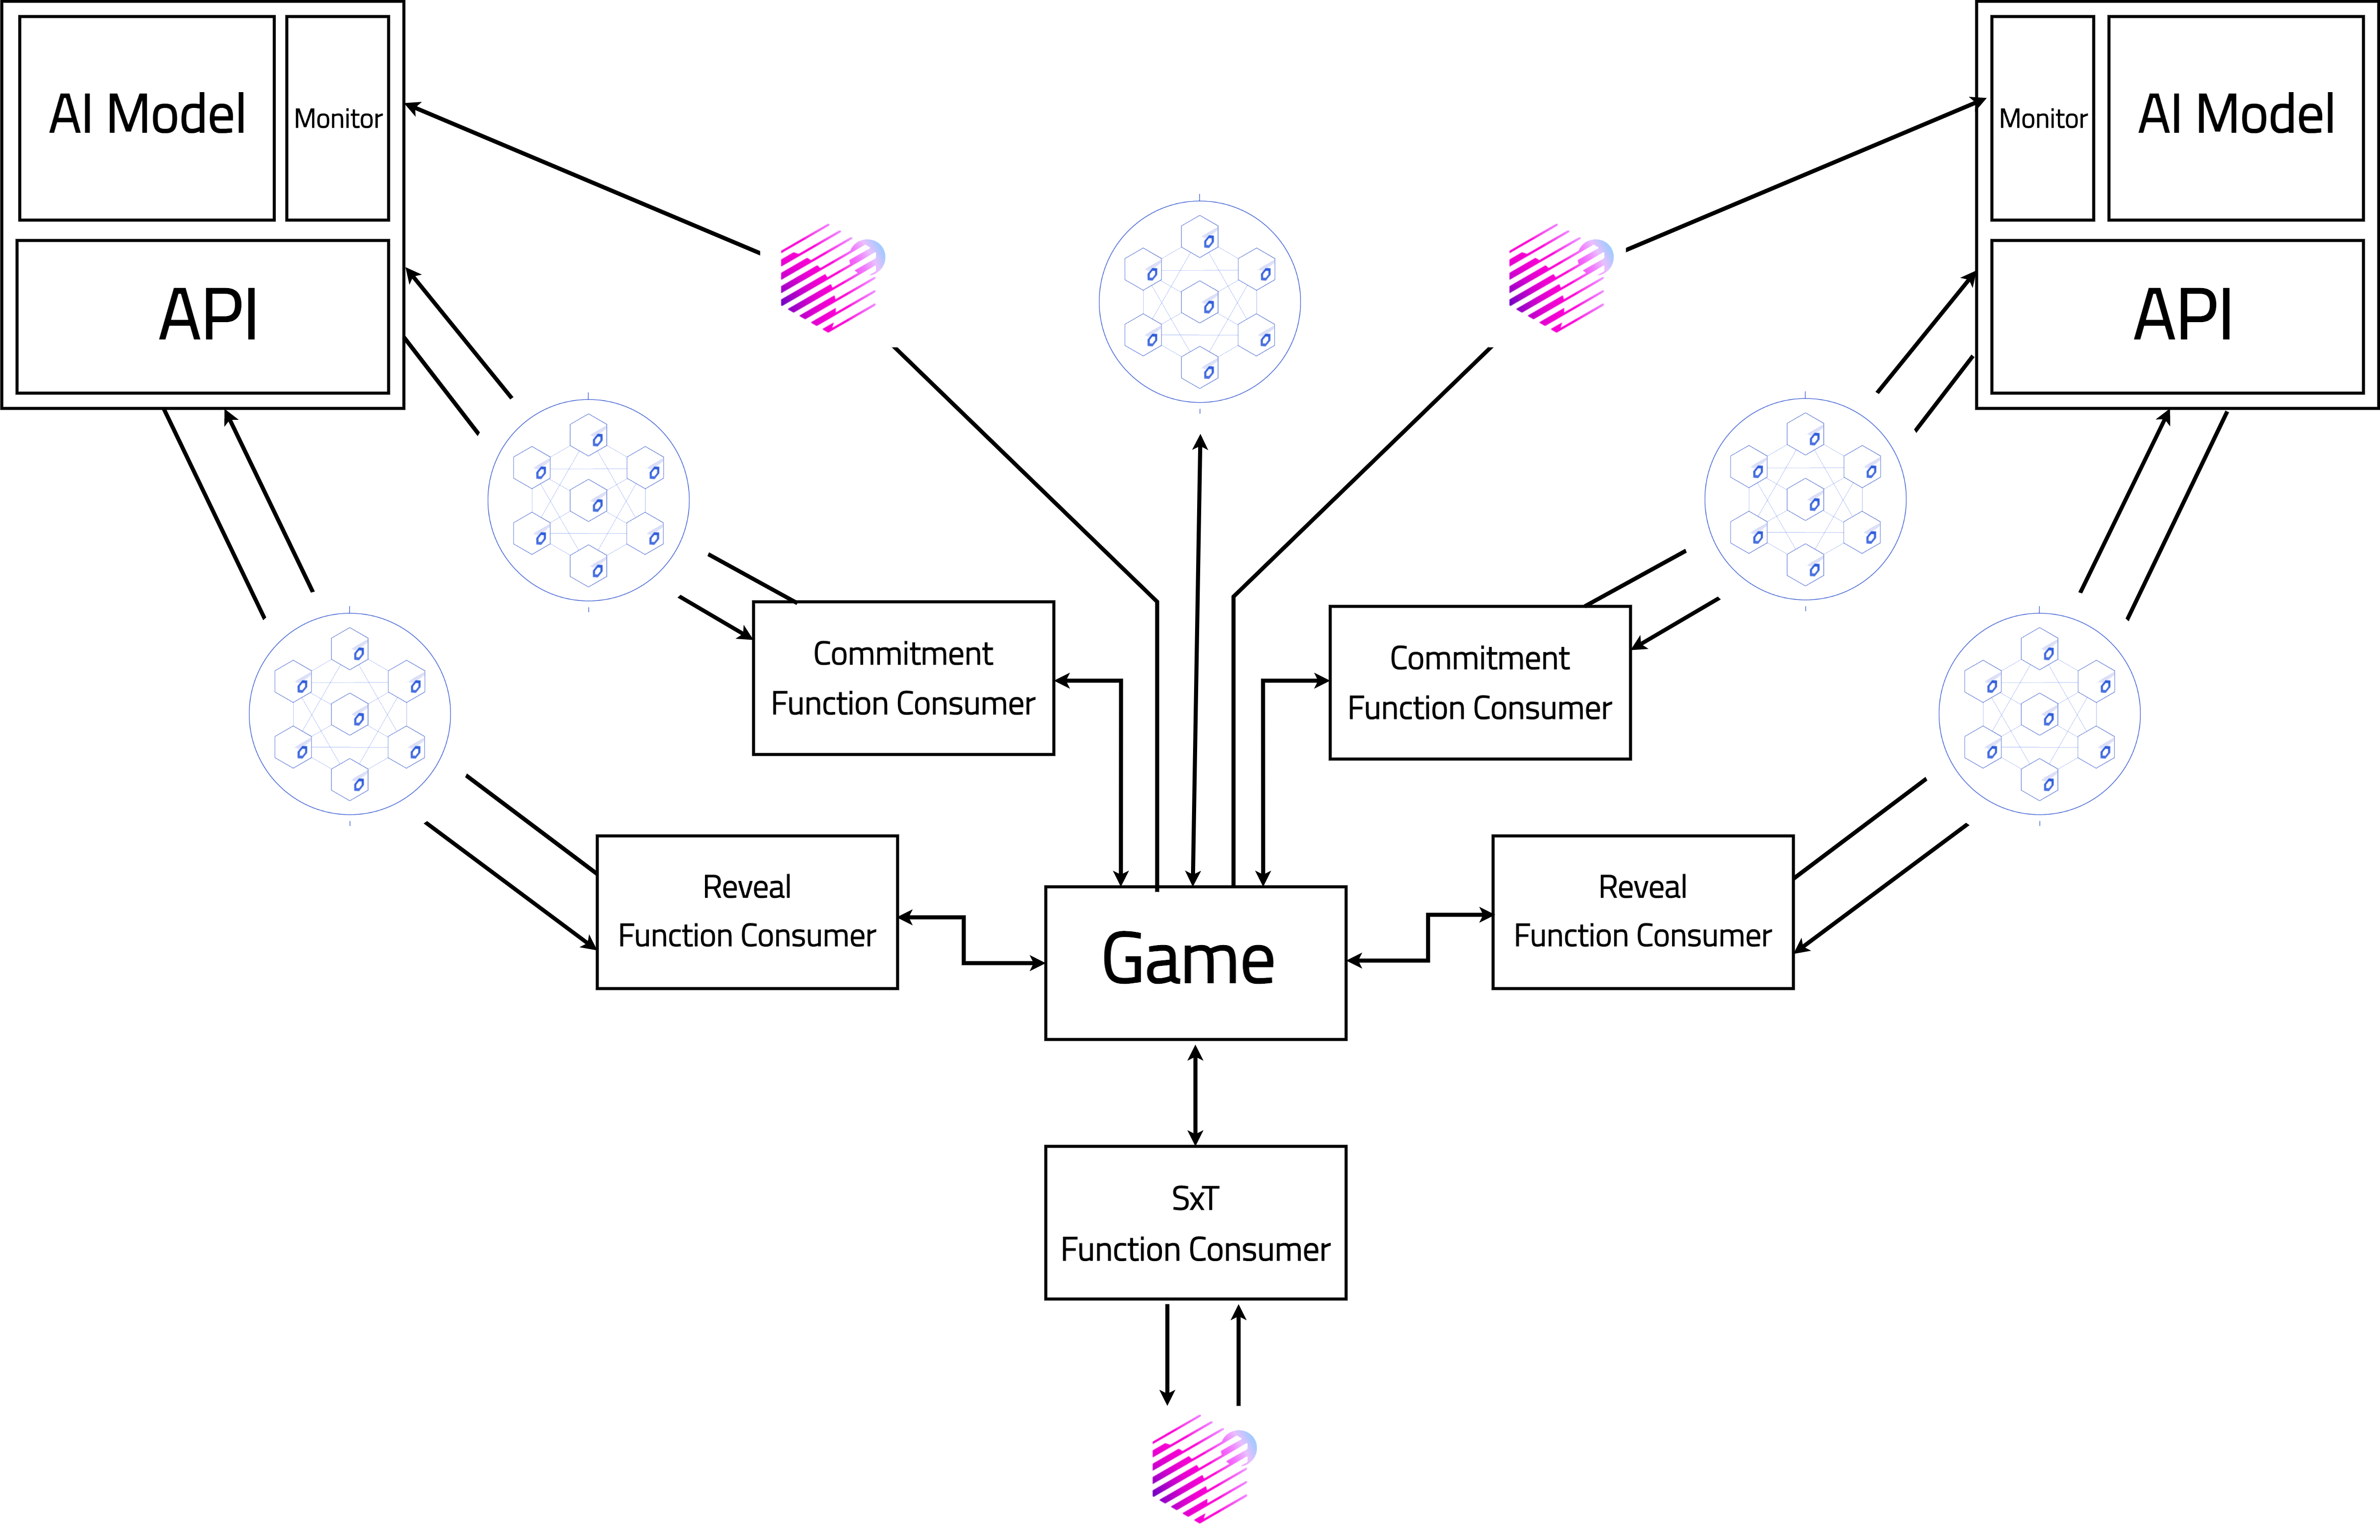 AI Model
Monitor
API
Monitor
AI Model
API
Commitment
Function Consumer
Commitment
Function Consumer
Reveal
Function Consumer
Game
Reveal
Function Consumer
SxT
Function Consumer